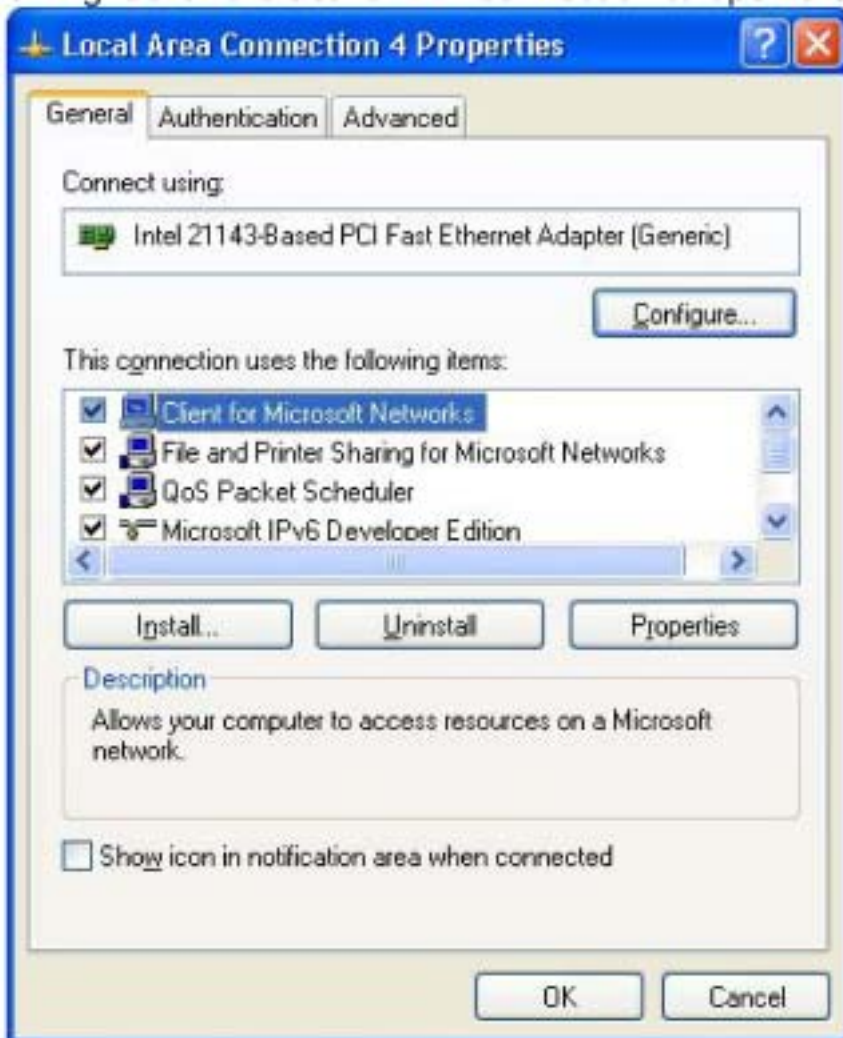 Local Area Connection 4 Properties
General Authentication Advanced
Connect using:
Intel 21143-Based PCI Fast Ethernet Adapter (Generic)
Configure...
This connection uses the following items:
Client for Microsoft Networks
File and Printer Sharing for Microsoft Networks
QoS Packet Scheduler
Microsoft IPv6 Developer Edition
Install... Uninstall Properties
Description
Allows your computer to access resources on a Microsoft
network.
Show icon in notification area when connected
OK Cancel